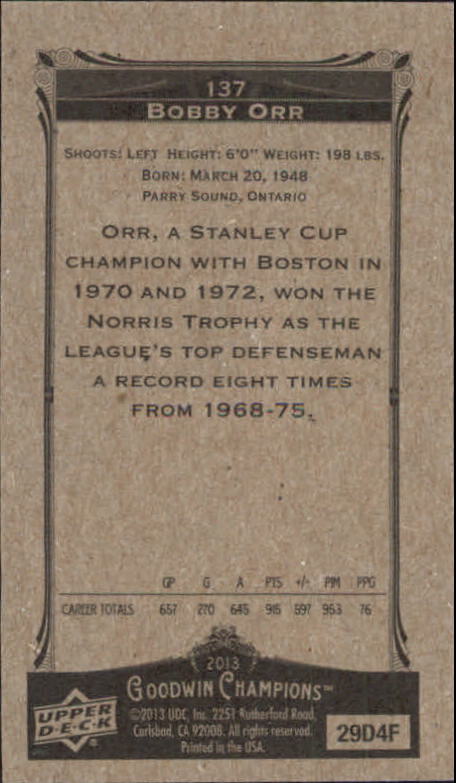 137
BOBBY ORR
SHOOTS: LEFT HEIGHT: 6'0" WEIGHT: 198 LBS.
BORN: MARCH 20, 1948
PARRY SOUND, ONTARIO
ORR, A STANLEY CUP
CHAMPION WITH BOSTON IN
1970 AND 1972, WON THE
NORRIS TROPHY AS THE
LEAGUE'S TOP DEFENSEMAN
A RECORD EIGHT TIMES
FROM 1968-75.
GP G A PTS +/- PIM PPG
CAREER TOTALS 657 270 645 915 597 953 76
2013
GOODWIN CHAMPIONS™
UPPER
D·E·C·K
©2013 UDC, Inc. 2251 Rutherford Road,
Carlsbad, CA 92008. All rights reserved.
Printed in the USA.
29D4F